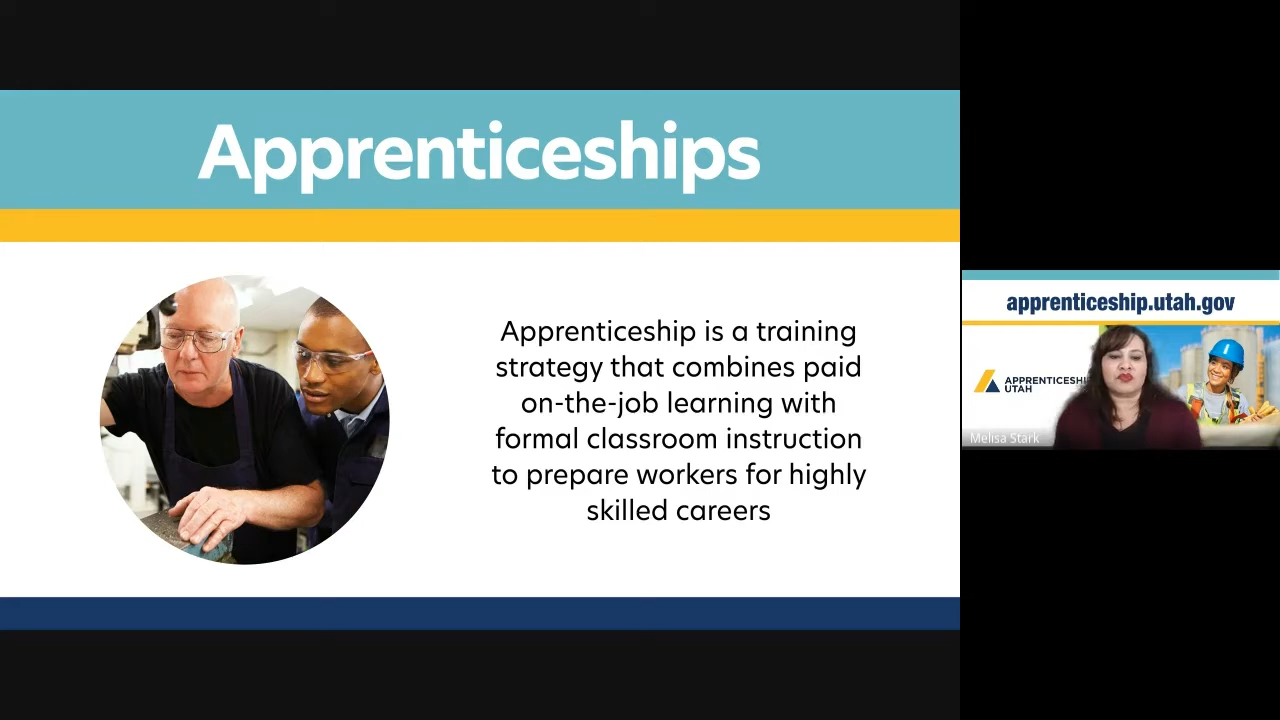 Apprenticeships
Apprenticeship is a training
strategy that combines paid
on-the-job learning with
formal classroom instruction
to prepare workers for highly
skilled careers
apprenticeship.utah.gov
APPRENTICESHI
UTAH
Melisa Stark